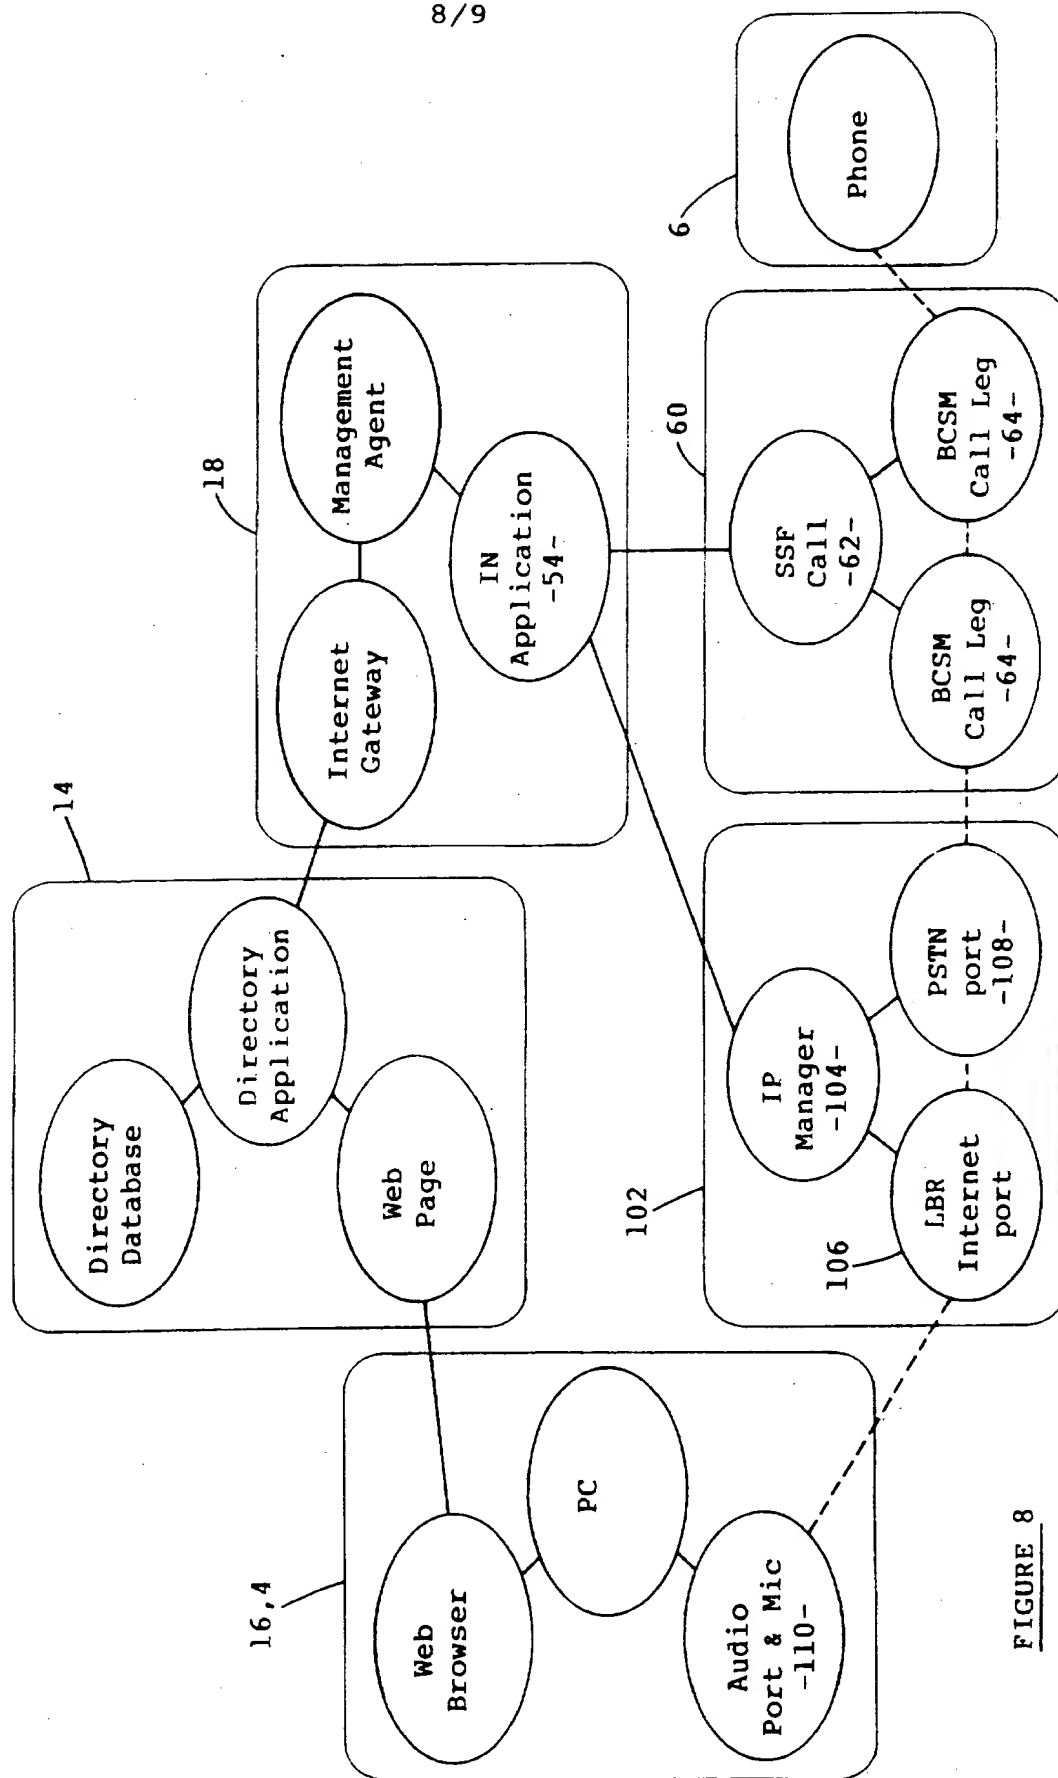 8/9
16,4
Web
Browser
PC
Audio
Port & Mic
-110-
14
Directory
Database
Directory
Application
Web
Page
18
Internet
Gateway
Management
Agent
IN
Application
-54-
102
IP
Manager
-104-
106
LBR
Internet
port
PSTN
port
-108-
60
SSF
Call
-62-
BCSM
Call Leg
-64-
BCSM
Call Leg
-64-
6
Phone
FIGURE 8